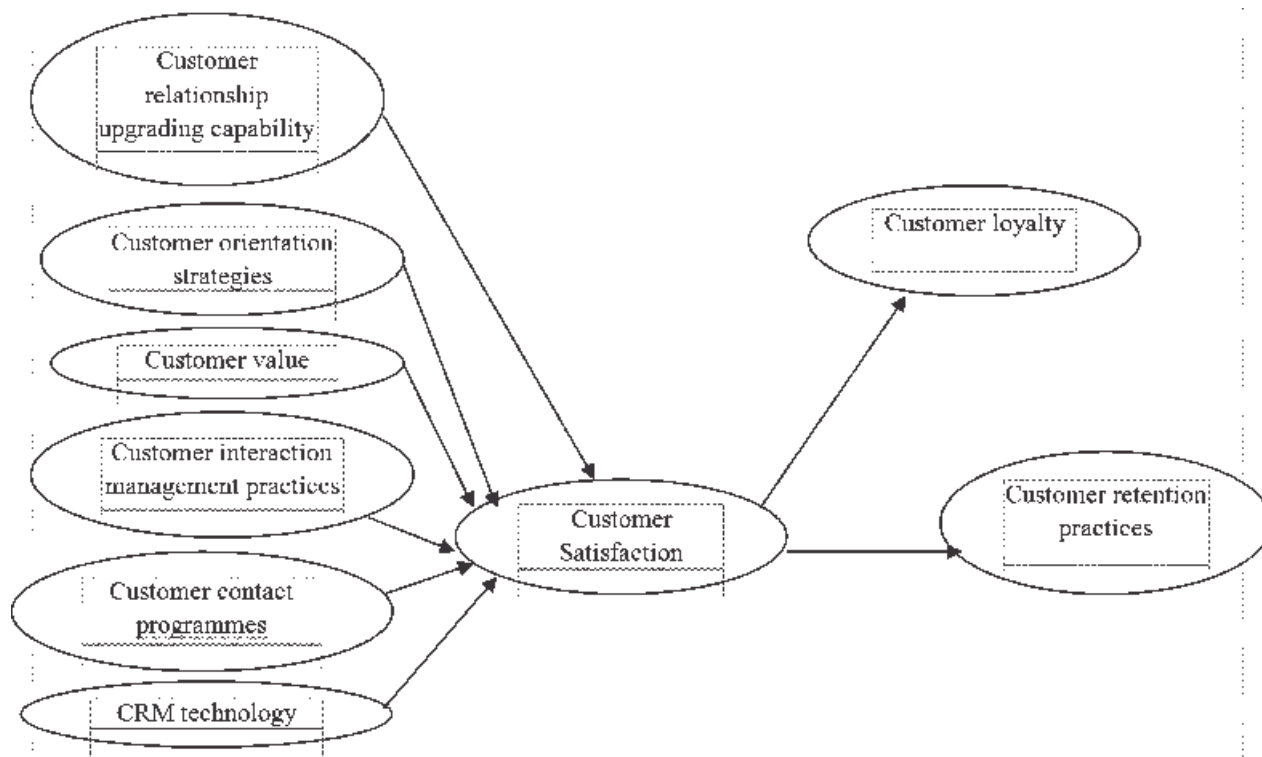 Customer
relationship
upgrading capability
Customer orientation
strategies
Customer value
Customer interaction
management practices
Customer contact
programmes
CRM technology
Customer
Satisfaction
Customer loyalty
Customer retention
practices